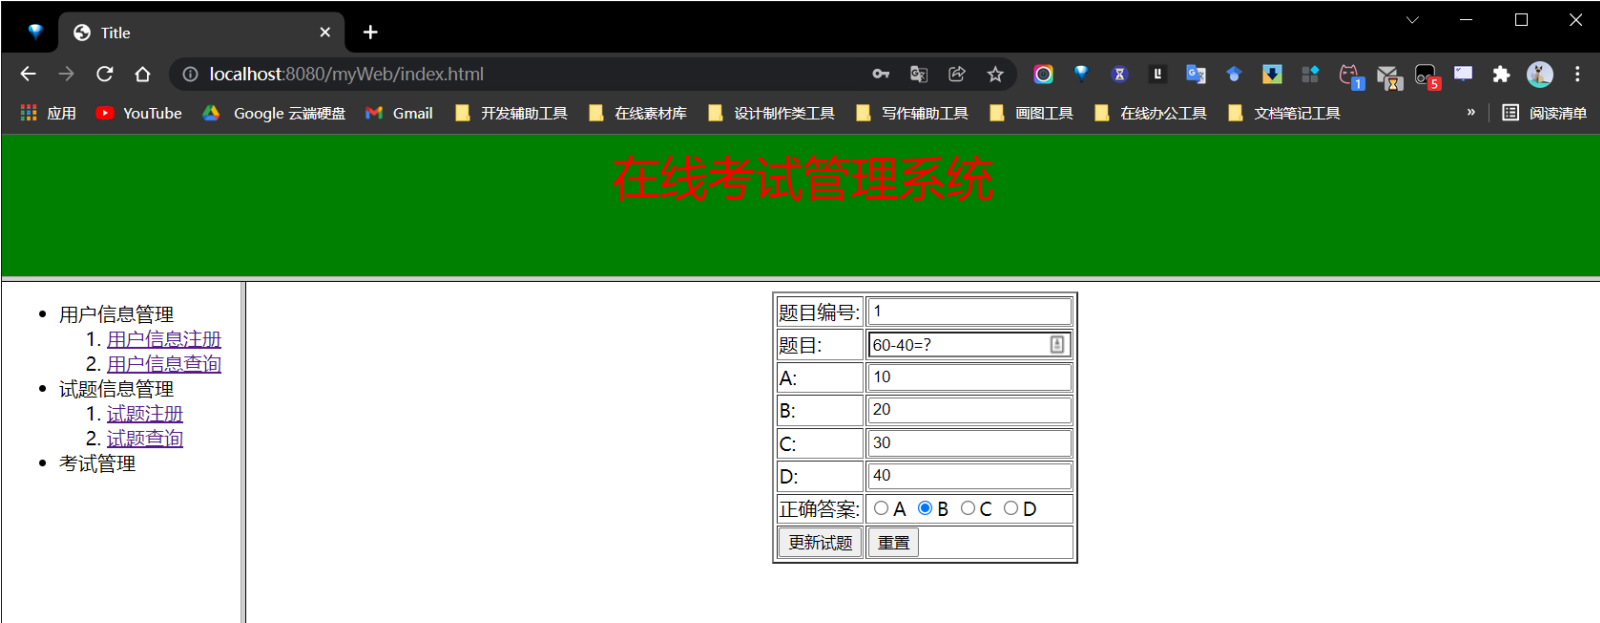 Title
localhost:8080/myWeb/index.html
1
5
应用 YouTube Google 云端硬盘 Gmail 开发辅助工具 在线素材库 设计制作类工具 写作辅助工具 画图工具 在线办公工具 文档笔记工具 » 阅读清单
在线考试管理系统
用户信息管理
1. 用户信息注册
2. 用户信息查询
试题信息管理
1. 试题注册
2. 试题查询
考试管理
题目编号: 1
题目: 60-40=?
A: 10
B: 20
C: 30
D: 40
正确答案: A B C D
更新试题 重置